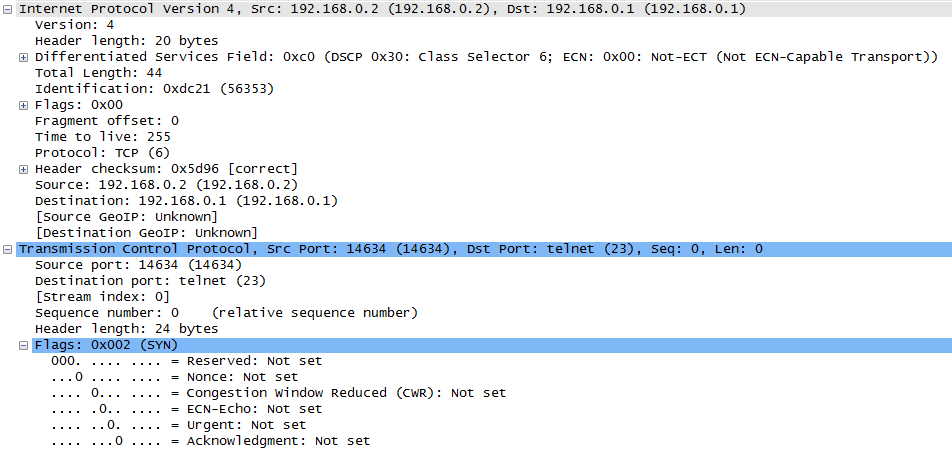 Internet Protocol Version 4, Src: 192.168.0.2 (192.168.0.2), Dst: 192.168.0.1 (192.168.0.1)
Version: 4
Header length: 20 bytes
Differentiated Services Field: 0xc0 (DSCP 0x30: Class Selector 6; ECN: 0x00: Not-ECT (Not ECN-Capable Transport))
Total Length: 44
Identification: 0xdc21 (56353)
Flags: 0x00
Fragment offset: 0
Time to live: 255
Protocol: TCP (6)
Header checksum: 0x5d96 [correct]
Source: 192.168.0.2 (192.168.0.2)
Destination: 192.168.0.1 (192.168.0.1)
[Source GeoIP: Unknown]
[Destination GeoIP: Unknown]
Transmission Control Protocol, Src Port: 14634 (14634), Dst Port: telnet (23), Seq: 0, Len: 0
Source port: 14634 (14634)
Destination port: telnet (23)
[Stream index: 0]
Sequence number: 0    (relative sequence number)
Header length: 24 bytes
Flags: 0x002 (SYN)
000. .... .... = Reserved: Not set
...0 .... .... = Nonce: Not set
.... 0... .... = Congestion Window Reduced (CWR): Not set
.... .0.. .... = ECN-Echo: Not set
.... ..0. .... = Urgent: Not set
.... ...0 .... = Acknowledgment: Not set